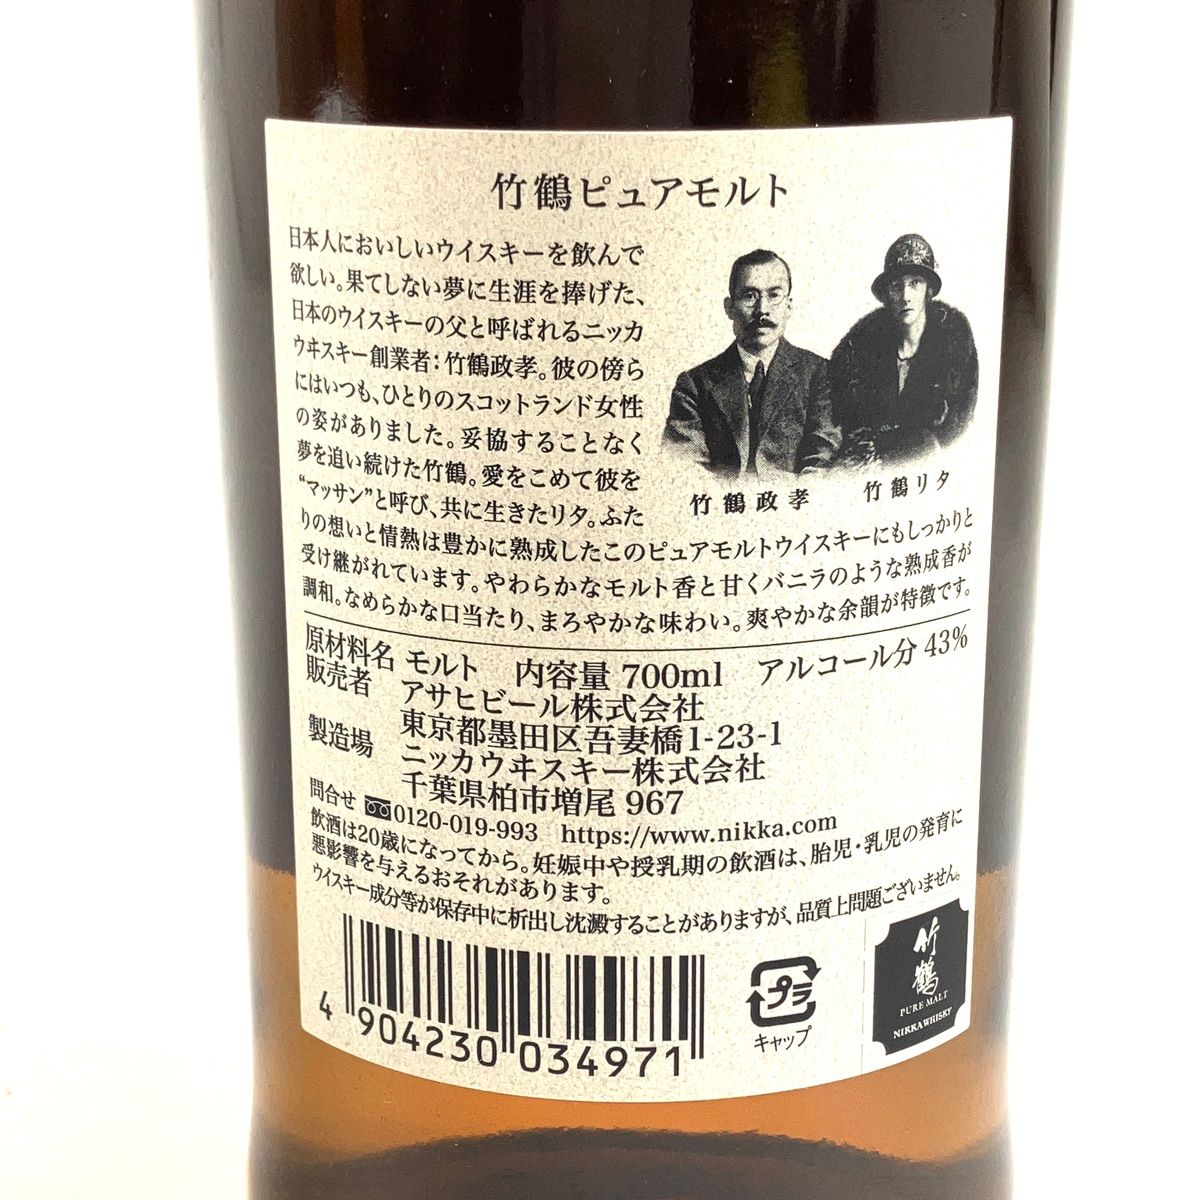 竹鶴ピュアモルト
日本人においしいウイスキーを飲んで
欲しい。果てしない夢に生涯を捧げた、
日本のウイスキーの父と呼ばれるニッカ
ウヰスキー創業者：竹鶴政孝。彼の傍ら
にはいつも、ひとりのスコットランド女性
の姿がありました。妥協することなく
夢を追い続けた竹鶴。愛をこめて彼を
“マッサン”と呼び、共に生きたリタ。ふた
りの想いと情熱は豊かに熟成したこのピュアモルトウイスキーにもしっかりと
受け継がれています。やわらかなモルト香と甘くバニラのような熟成香が
調和。なめらかな口当たり、まろやかな味わい。爽やかな余韻が特徴です。
竹鶴政孝 竹鶴リタ
原材料名 モルト 内容量 700ml アルコール分 43%
販売者 アサヒビール株式会社
東京都墨田区吾妻橋1-23-1
製造場 ニッカウヰスキー株式会社
千葉県柏市増尾 967
問合せ 0120-019-993 https://www.nikka.com
飲酒は20歳になってから。妊娠中や授乳期の飲酒は、胎児・乳児の発育に
悪影響を与えるおそれがあります。
ウイスキー成分等が保存中に析出し沈澱することがありますが、品質上問題ございません。
4 904230 034971
プラ
キャップ
竹鶴
PURE MALT
NIKKA WHISKY